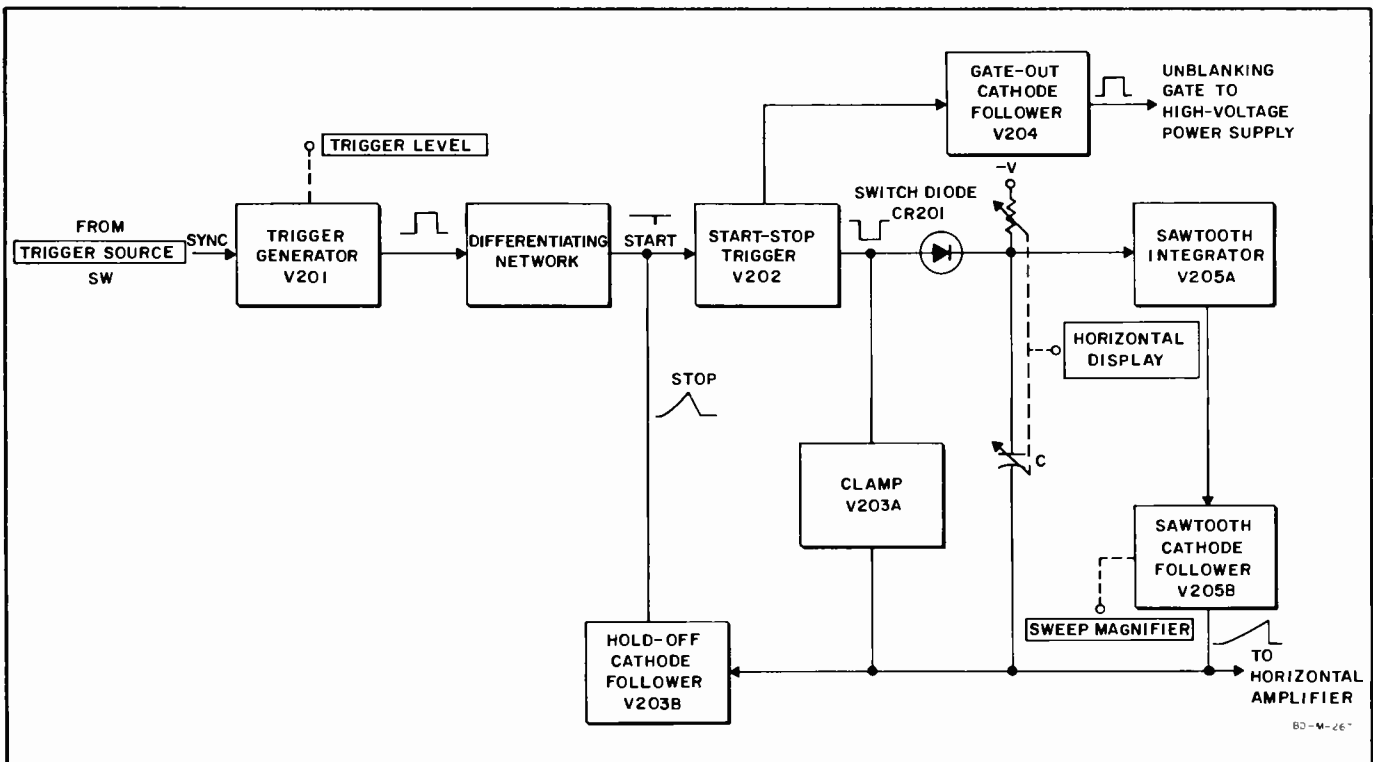 GATE-OUT
CATHODE
FOLLOWER
V204
UNBLANKING
GATE TO
HIGH-VOLTAGE
POWER SUPPLY
TRIGGER LEVEL
-V
SWITCH DIODE
CR201
FROM
TRIGGER SOURCE
SW
SYNC
TRIGGER
GENERATOR
V201
DIFFERENTIATING
NETWORK
START
START-STOP
TRIGGER
V202
SAWTOOTH
INTEGRATOR
V205A
HORIZONTAL
DISPLAY
STOP
C
CLAMP
V203A
SAWTOOTH
CATHODE
FOLLOWER
V205B
SWEEP MAGNIFIER
HOLD-OFF
CATHODE
FOLLOWER
V203B
TO
HORIZONTAL
AMPLIFIER